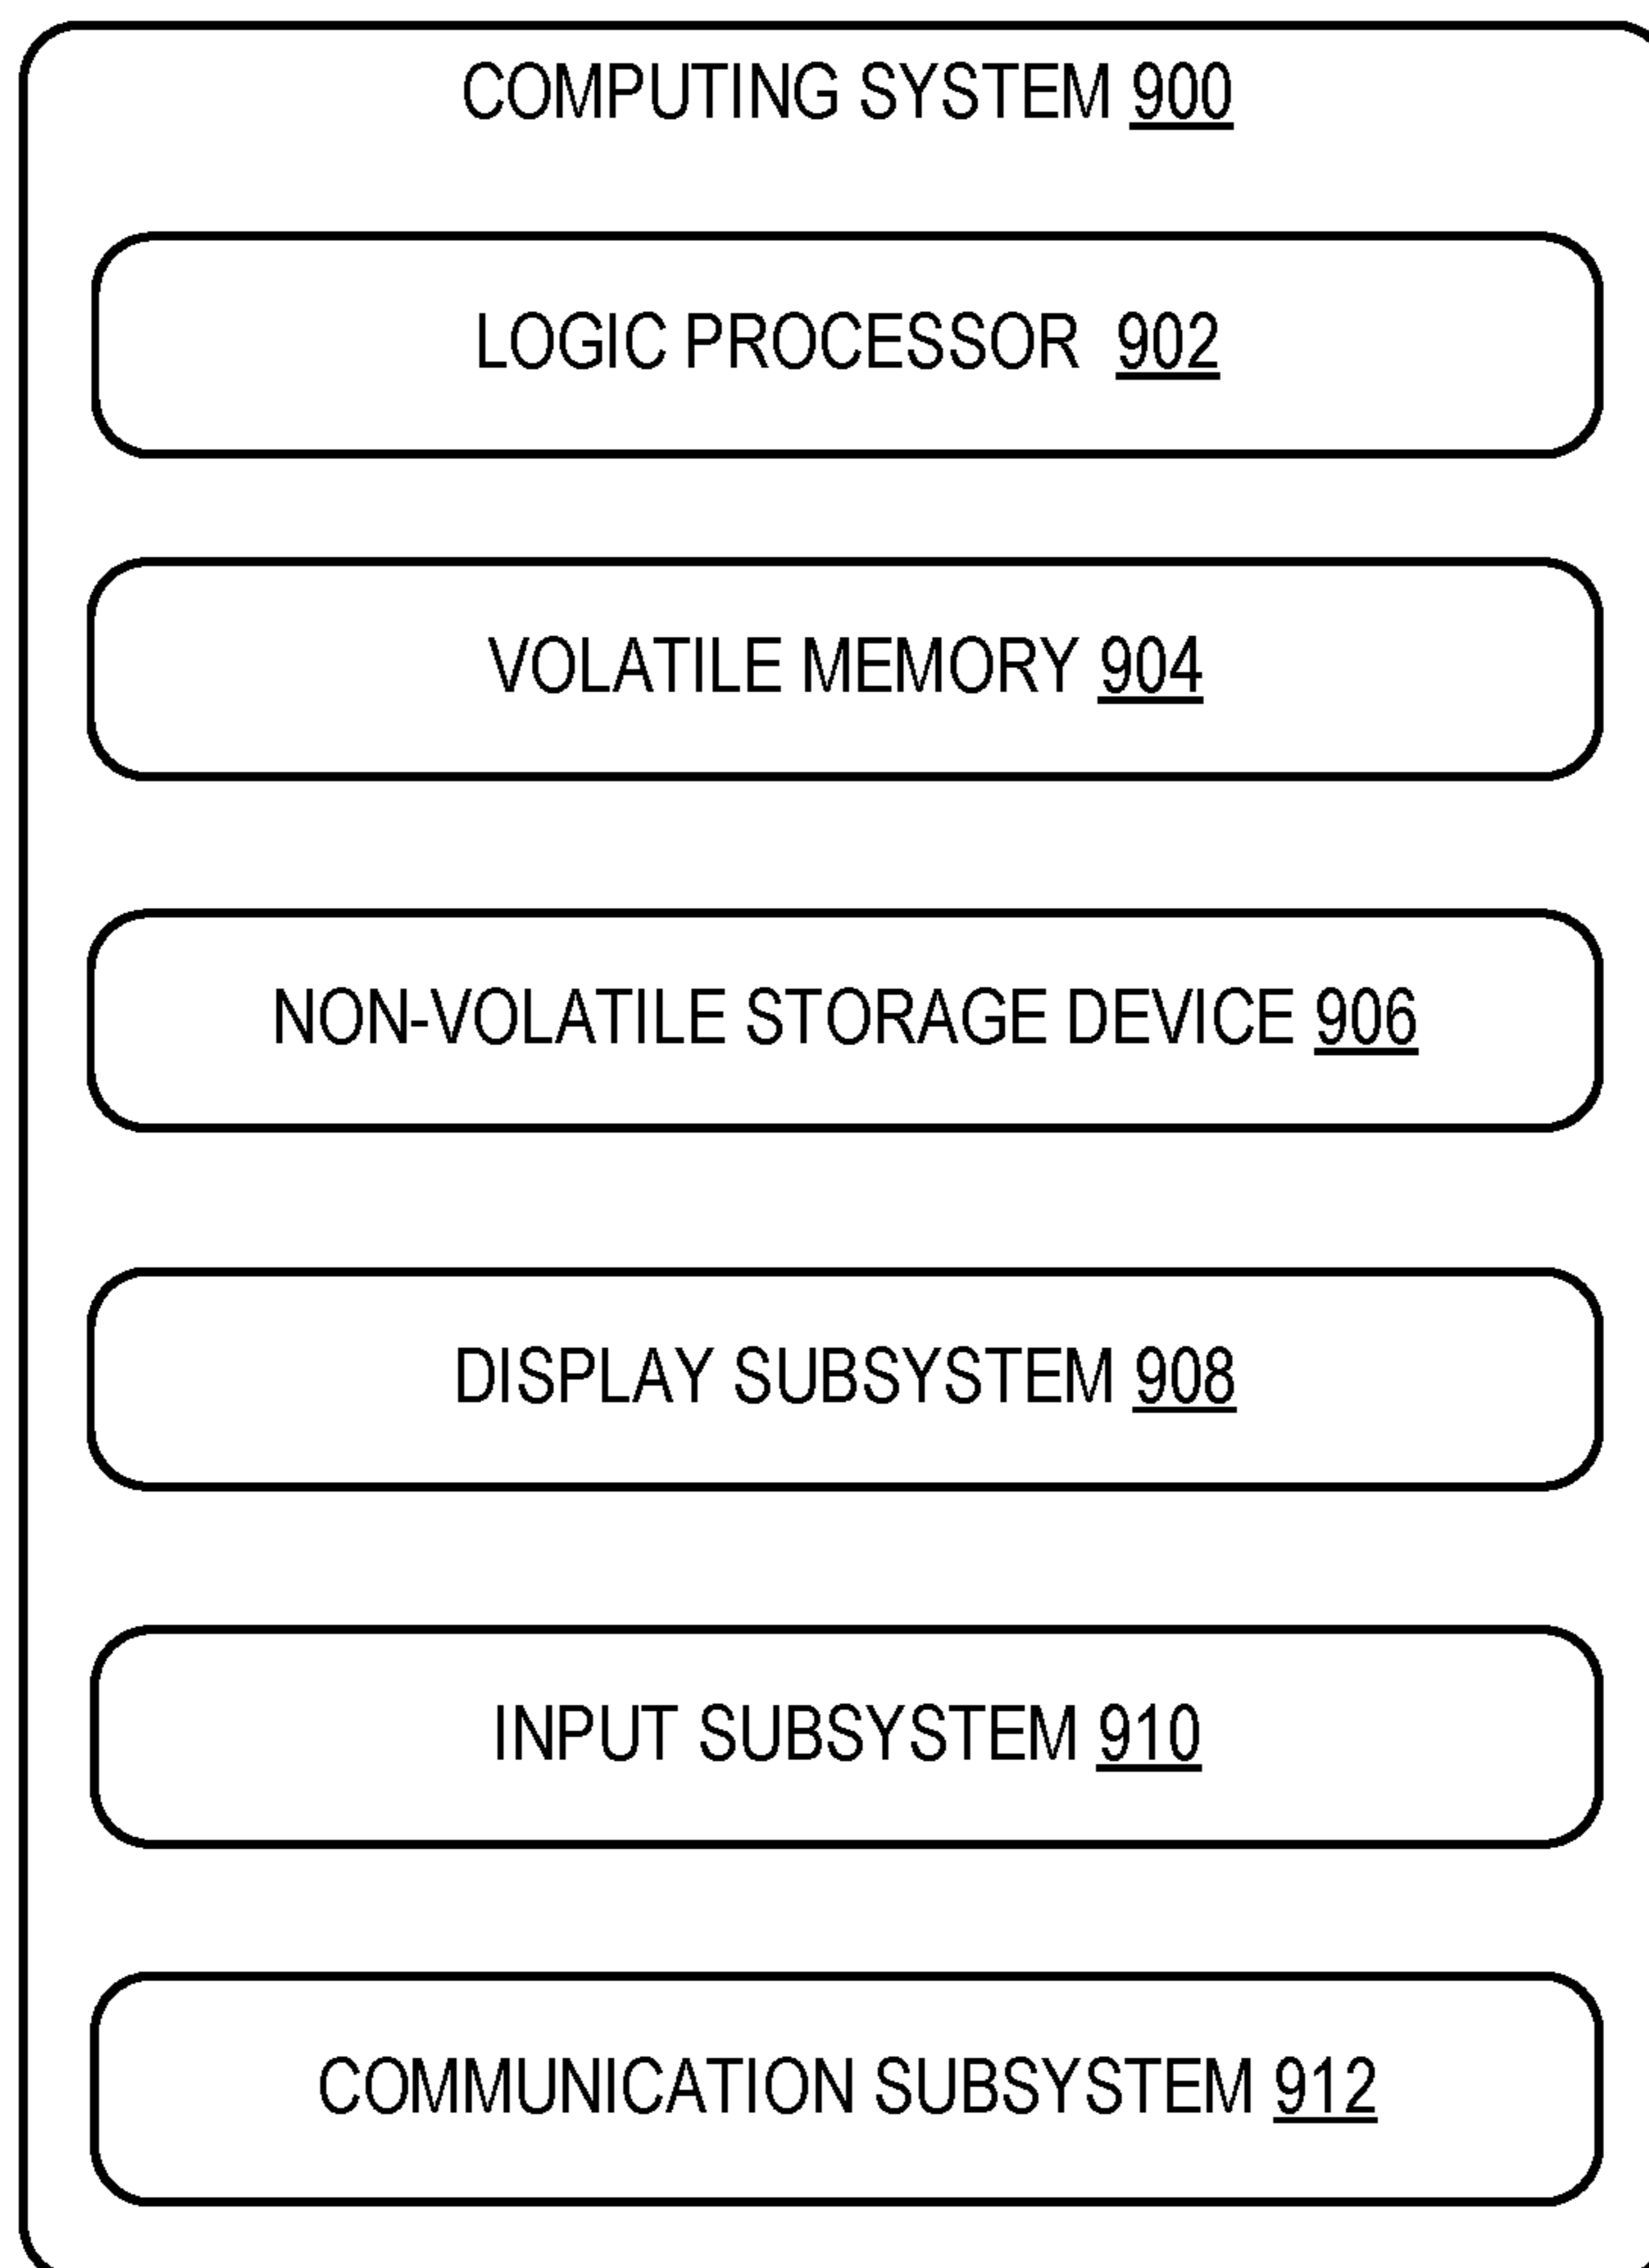 COMPUTING SYSTEM 900
LOGIC PROCESSOR 902
VOLATILE MEMORY 904
NON-VOLATILE STORAGE DEVICE 906
DISPLAY SUBSYSTEM 908
INPUT SUBSYSTEM 910
COMMUNICATION SUBSYSTEM 912